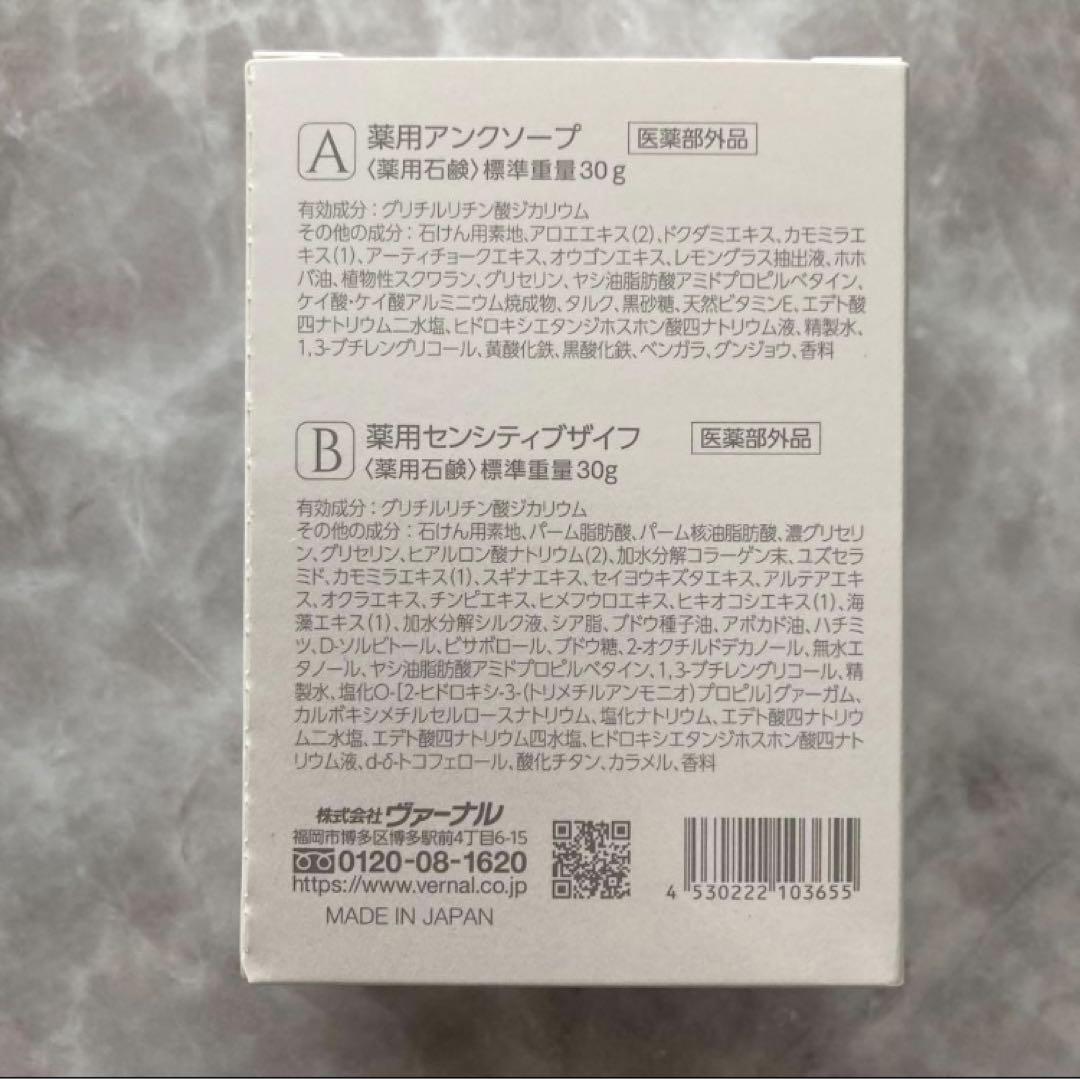 A 薬用アンクソープ 医薬部外品
〈薬用石鹸〉標準重量30g
有効成分：グリチルリチン酸ジカリウム
その他の成分：石けん用素地、アロエエキス(2)、ドクダミエキス、カモミラエ
キス(1)、アーティチョークエキス、オウゴンエキス、レモングラス抽出液、ホホ
バ油、植物性スクワラン、グリセリン、ヤシ油脂肪酸アミドプロピルベタイン、
ケイ酸・ケイ酸アルミニウム焼成物、タルク、黒砂糖、天然ビタミンE、エデト酸
四ナトリウム二水塩、ヒドロキシエタンジホスホン酸四ナトリウム液、精製水、
1,3-ブチレングリコール、黄酸化鉄、黒酸化鉄、ベンガラ、グンジョウ、香料
B 薬用センシティブザイフ 医薬部外品
〈薬用石鹸〉標準重量30g
有効成分：グリチルリチン酸ジカリウム
その他の成分：石けん用素地、パーム脂肪酸、パーム核油脂肪酸、濃グリセリ
ン、グリセリン、ヒアルロン酸ナトリウム(2)、加水分解コラーゲン末、ユズセラ
ミド、カモミラエキス(1)、スギナエキス、セイヨウキズタエキス、アルテアエキ
ス、オクラエキス、チンピエキス、ヒメフウロエキス、ヒキオコシエキス(1)、海
藻エキス(1)、加水分解シルク液、シア脂、ブドウ種子油、アボカド油、ハチミ
ツ、D-ソルビトール、ビサボロール、ブドウ糖、2-オクチルドデカノール、無水エ
タノール、ヤシ油脂肪酸アミドプロピルベタイン、1,3-ブチレングリコール、精
製水、塩化O-[2-ヒドロキシ-3-(トリメチルアンモニオ)プロピル]グァーガム、
カルボキシメチルセルロースナトリウム、塩化ナトリウム、エデト酸四ナトリウ
ム二水塩、エデト酸四ナトリウム四水塩、ヒドロキシエタンジホスホン酸四ナト
リウム液、d-δ-トコフェロール、酸化チタン、カラメル、香料
株式会社ヴァーナル
福岡市博多区博多駅前4丁目6-15
0120-08-1620
https://www.vernal.co.jp
MADE IN JAPAN
4 530222 103655